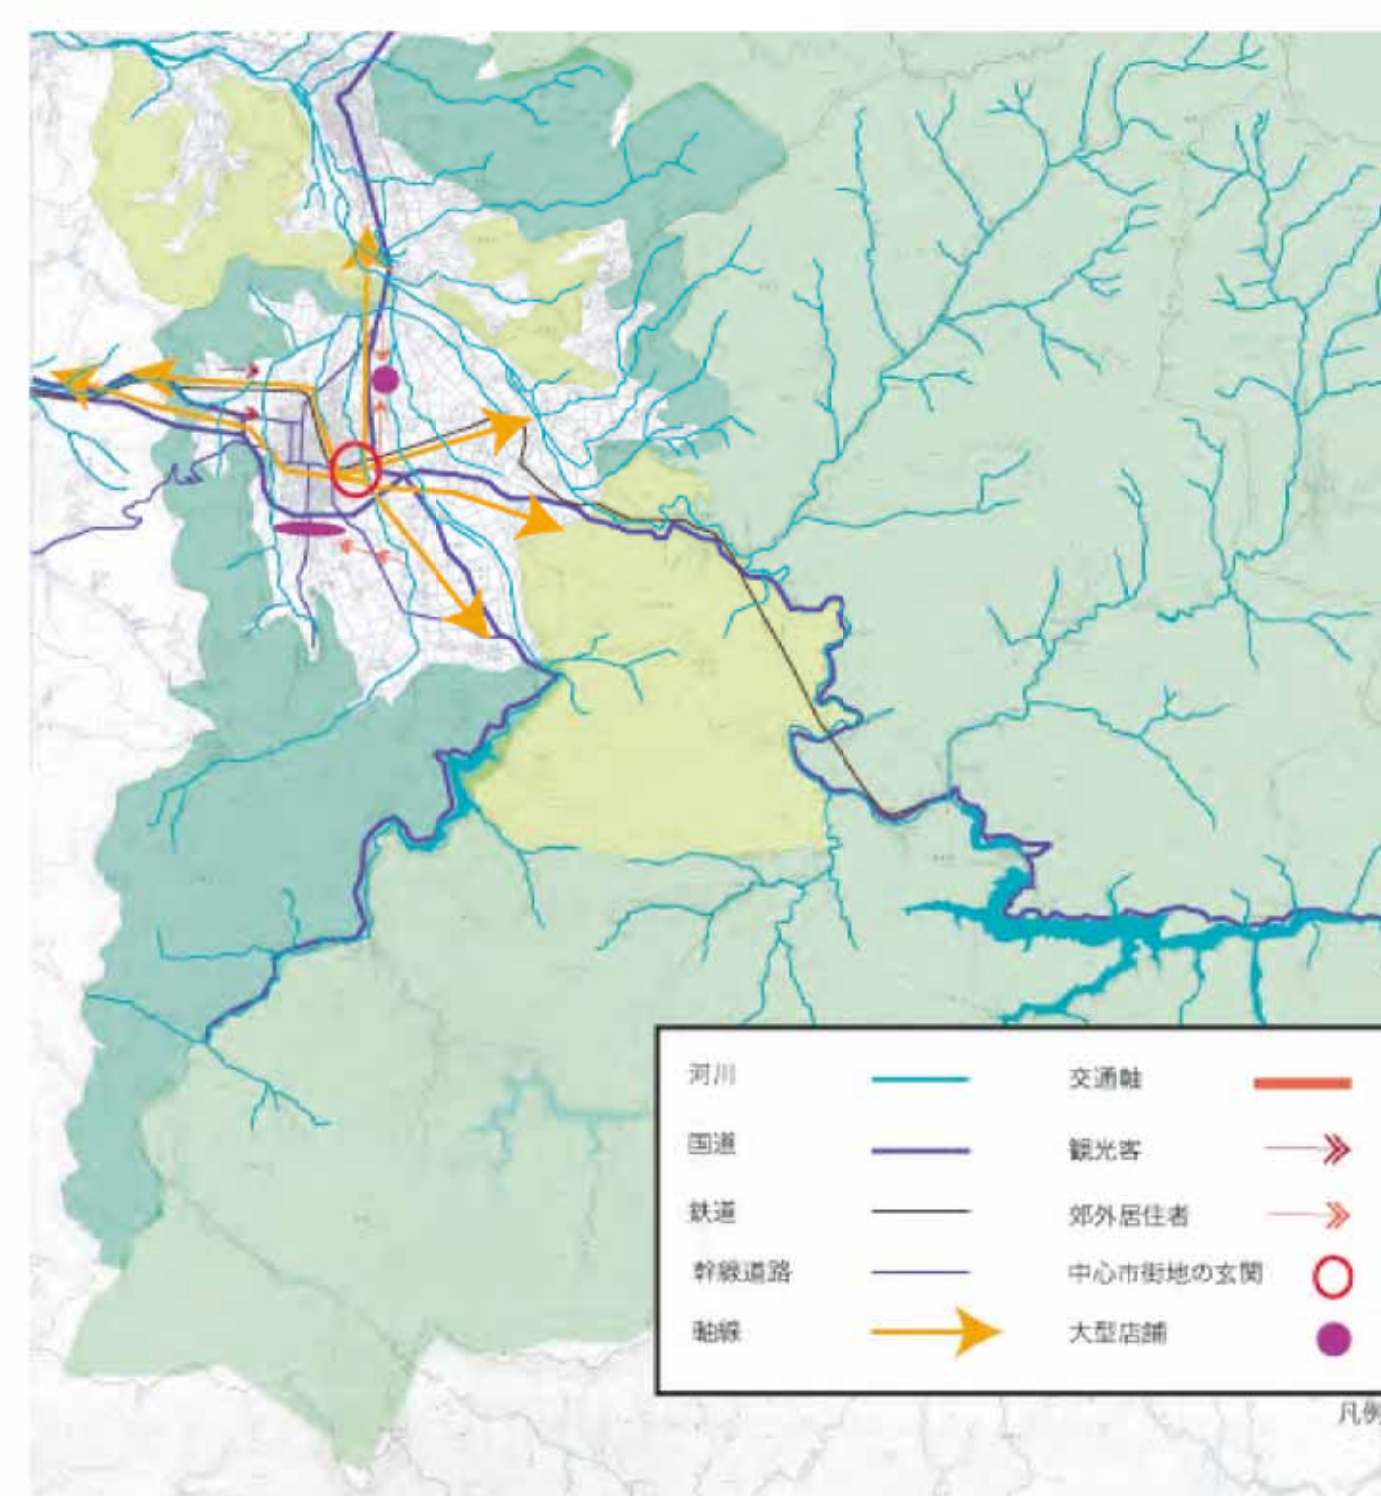 河川
国道
鉄道
幹線道路
軸線
交通軸
観光客
郊外居住者
中心市街地の玄関
大型店舗
凡例